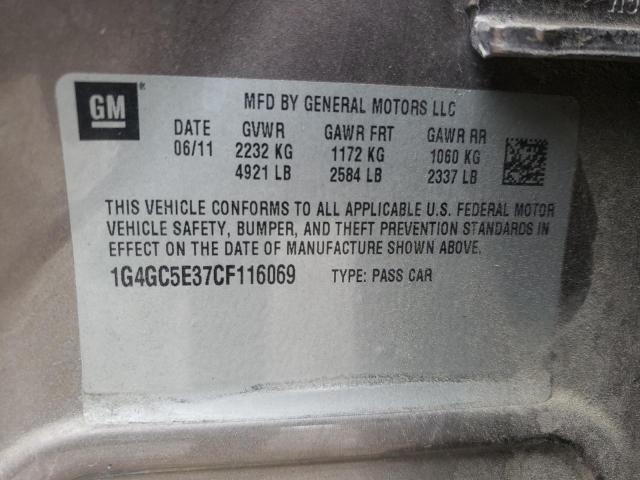 GM
MFD BY GENERAL MOTORS LLC
DATE GVWR GAWR FRT GAWR RR
06/11 2232 KG 1172 KG 1060 KG
4921 LB 2584 LB 2337 LB
THIS VEHICLE CONFORMS TO ALL APPLICABLE U.S. FEDERAL MOTOR
VEHICLE SAFETY, BUMPER, AND THEFT PREVENTION STANDARDS IN
EFFECT ON THE DATE OF MANUFACTURE SHOWN ABOVE.
1G4GC5E37CF116069 TYPE: PASS CAR